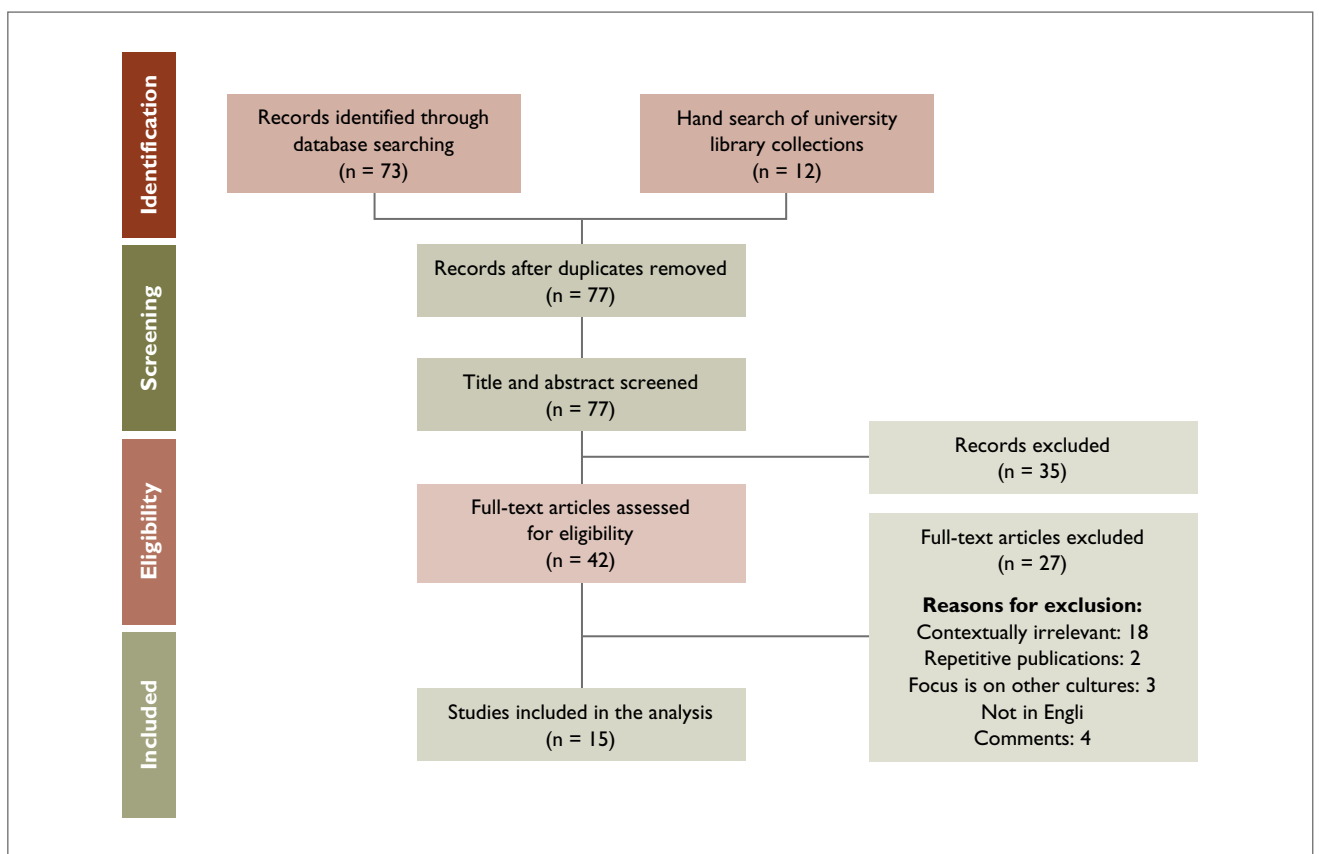 Identification
Records identified through
database searching
(n = 73)
Hand search of university
library collections
(n = 12)
Screening
Records after duplicates removed
(n = 77)
Title and abstract screened
(n = 77)
Records excluded
(n = 35)
Eligibility
Full-text articles assessed
for eligibility
(n = 42)
Full-text articles excluded
(n = 27)
Reasons for exclusion:
Contextually irrelevant: 18
Repetitive publications: 2
Focus is on other cultures: 3
Not in Engli
Comments: 4
Included
Studies included in the analysis
(n = 15)